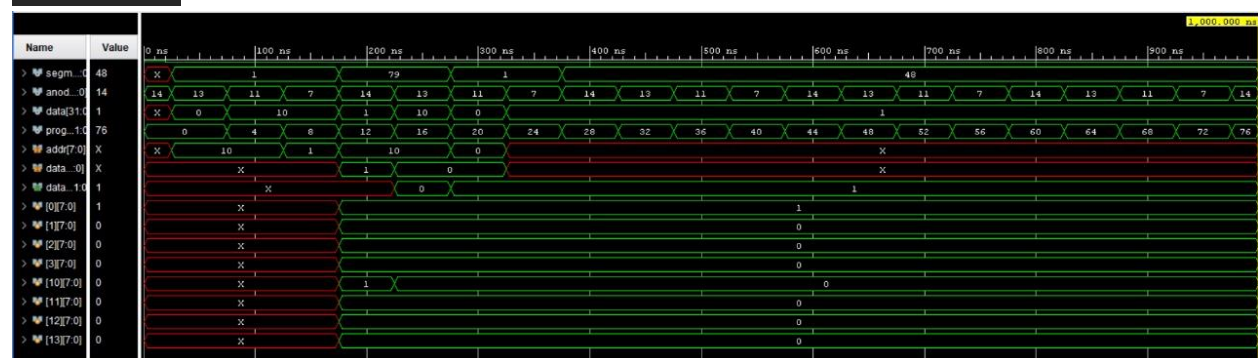 1,000.000 ns
Name Value 0 ns 100 ns 200 ns 300 ns 400 ns 500 ns 600 ns 700 ns 800 ns 900 ns
> segm...:0 48 X 1 79 1 48
> anod...:0] 14 14 13 11 7 14 13 11 7 14 13 11 7 14 13 11 7 14 13 11 7 14
> data[31:0 1 X 0 10 1 10 0 1
> prog...1:0 76 0 4 8 12 16 20 24 28 32 36 40 44 48 52 56 60 64 68 72 76
> addr[7:0] X X 10 1 10 0 X
> data...:0] X X 1 0 X
> data...1:0 1 X 0 1
> [0][7:0] 1 X 1
> [1][7:0] 0 X 0
> [2][7:0] 0 X 0
> [3][7:0] 0 X 0
> [10][7:0] 0 X 1 0
> [11][7:0] 0 X 0
> [12][7:0] 0 X 0
> [13][7:0] 0 X 0